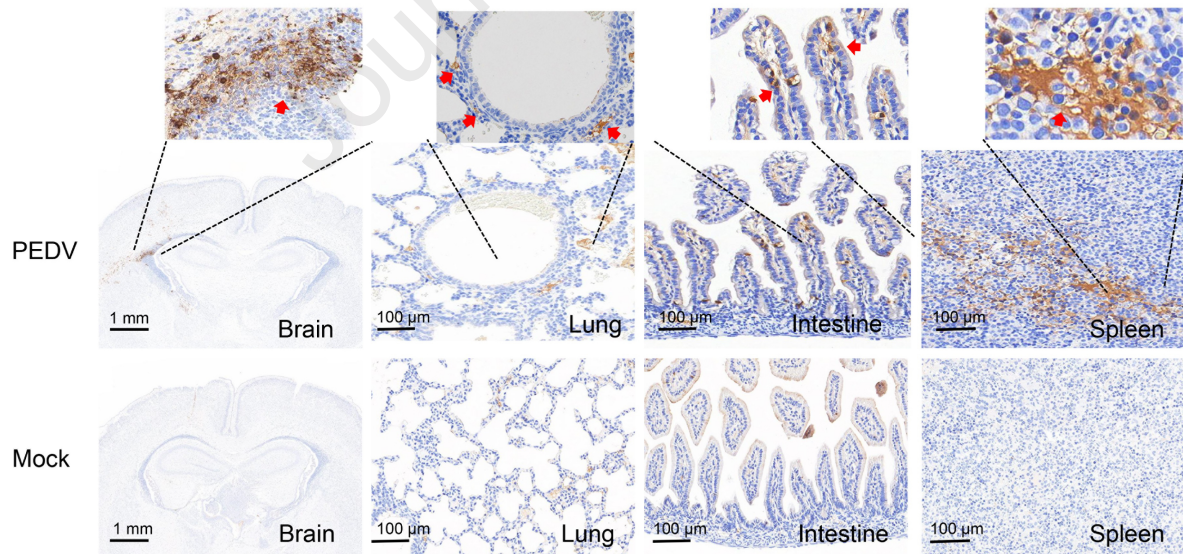 PEDV
1 mm
Brain
100 μm
Lung
100 μm
Intestine
100 μm
Spleen
Mock
1 mm
Brain
100 μm
Lung
100 μm
Intestine
100 μm
Spleen